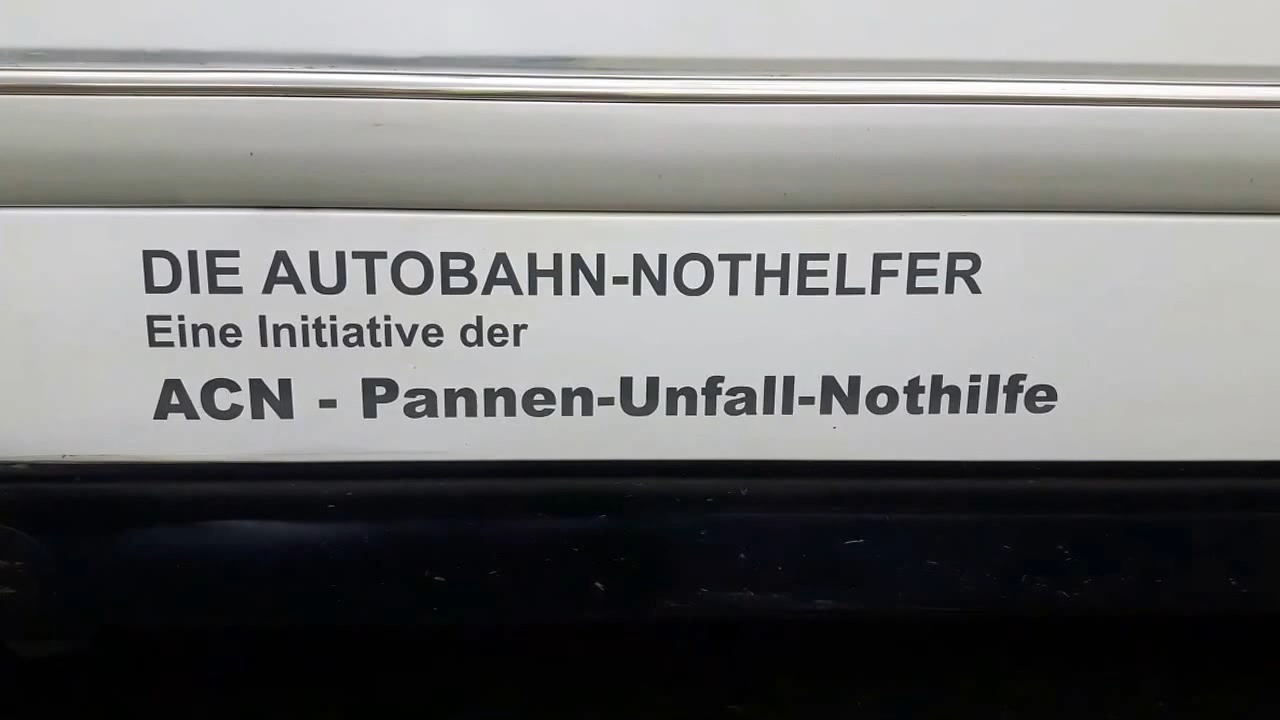 DIE AUTOBAHN-NOTHELFER
Eine Initiative der
ACN - Pannen-Unfall-Nothilfe